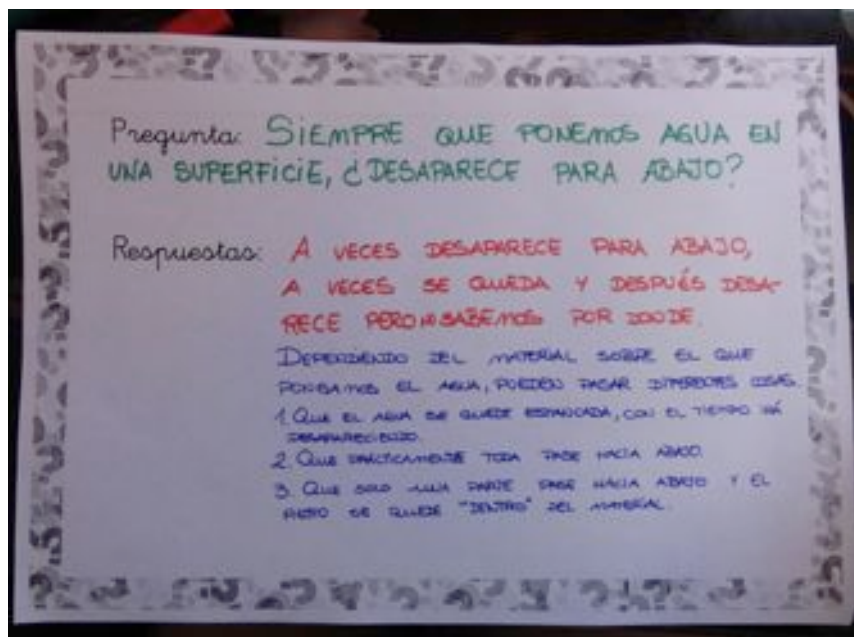 Pregunta: SIEMPRE QUE PONEMOS AGUA EN
UNA SUPERFICIE, ¿DESAPARECE PARA ABAJO?
Respuestas: A VECES DESAPARECE PARA ABAJO,
A VECES SE QUEDA Y DESPUÉS DESA-
RECE PERO NO SABEMOS POR DONDE.
DEPENDIENDO DEL MATERIAL SOBRE EL QUE
PONGAMOS EL AGUA, PUEDEN PASAR DIFERENTES COSAS.
1. QUE EL AGUA SE QUEDE ESTANCADA, CON EL TIEMPO VÁ
DESAPARECIENDO.
2. QUE PRÁCTICAMENTE TODA PASE HACIA ABAJO.
3. QUE SOLO UNA PARTE PASE HACIA ABAJO Y EL
RESTO SE QUEDE "DENTRO" DEL MATERIAL.